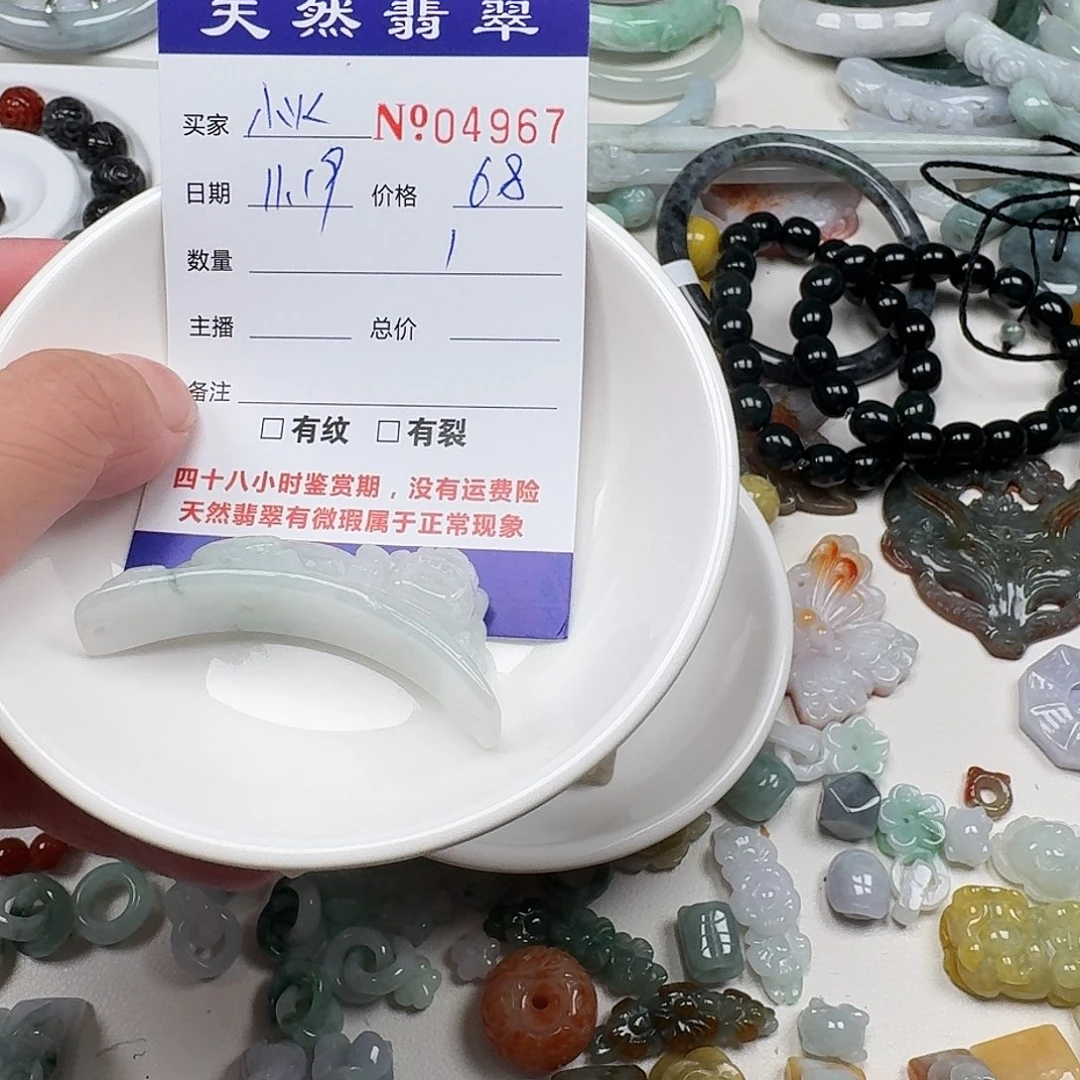 天然翡翠
买家 小水 Nº04967
日期 11.19 价格 68
数量 1
主播 总价
备注
□有纹 □有裂
四十八小时鉴赏期，没有运费险
天然翡翠有微瑕属于正常现象